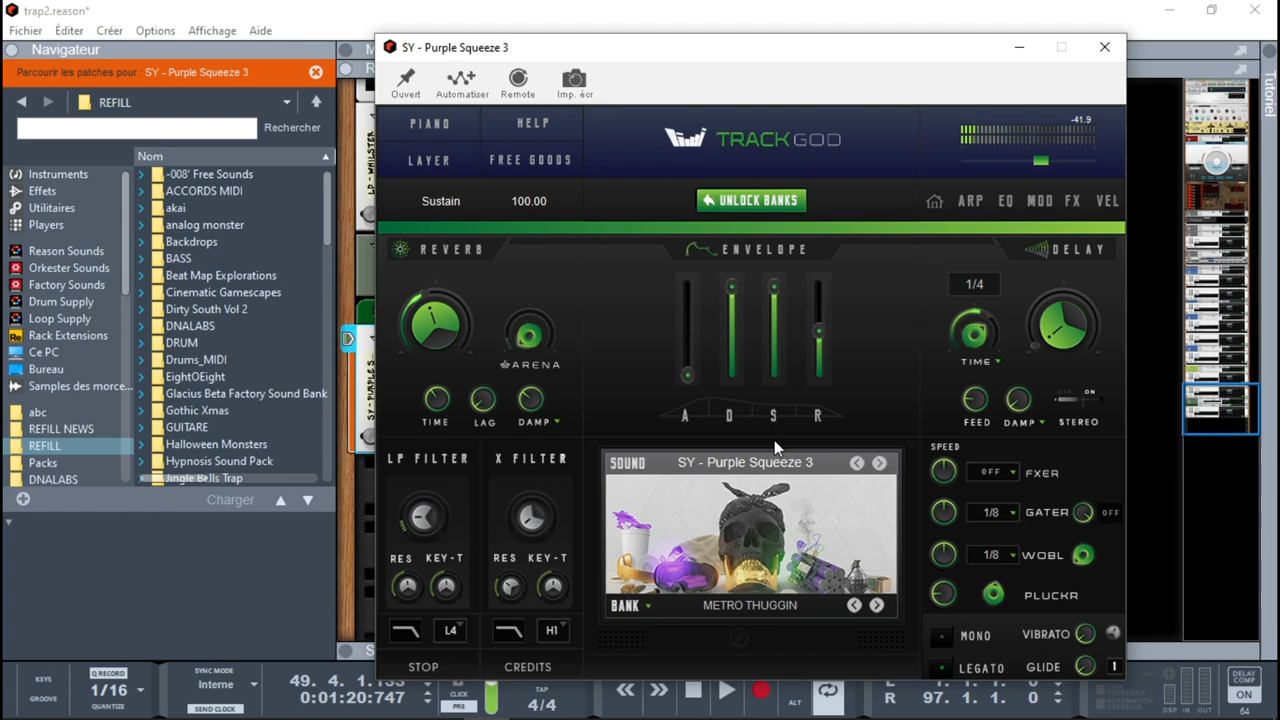 trap2.reason*
Fichier Éditer Créer Options Affichage Aide
Navigateur
Parcourir les patches pour SY - Purple Squeeze 3
REFILL
Rechercher
Nom
Instruments
Effets
Utilitaires
Players
Reason Sounds
Orkester Sounds
Factory Sounds
Drum Supply
Loop Supply
Rack Extensions
Ce PC
Bureau
Samples des morce...
abc
REFILL NEWS
REFILL
Packs
DNALABS
-008' Free Sounds
ACCORDS MIDI
akai
analog monster
Backdrops
BASS
Beat Map Explorations
Cinematic Gamescapes
Dirty South Vol 2
DNALABS
DRUM
Drums_MIDI
EightOEight
Glacius Beta Factory Sound Bank
Gothic Xmas
GUITARE
Halloween Monsters
Hypnosis Sound Pack
Jingle Bells Trap
Charger
SY - Purple Squeeze 3
Ouvert Automatiser Remote Imp. écr
PIANO HELP
LAYER FREE GOODS
TRACKGOD
-41.9
Sustain 100.00
UNLOCK BANKS
ARP EQ MOD FX VEL
REVERB ENVELOPE DELAY
ARENA
TIME LAG DAMP
A D S R
1/4
TIME
OFF ON
FEED DAMP STEREO
LP FILTER X FILTER
RES KEY-T RES KEY-T
L4 H1
STOP CREDITS
SOUND SY - Purple Squeeze 3
BANK METRO THUGGIN
SPEED
OFF FXER
1/8 GATER OFF
1/8 WOBL
PLUCKR
MONO VIBRATO
LEGATO GLIDE 1
Tutoriel
KEYS
GROOVE
Q RECORD
1/16
QUANTIZE
SYNC MODE
Interne
SEND CLOCK
0:01:20:747
CLICK
PRE
TAP
4/4
ALT
R 97. 1. 1. 0
DSP IN OUT
DELAY
COMP
ON
64